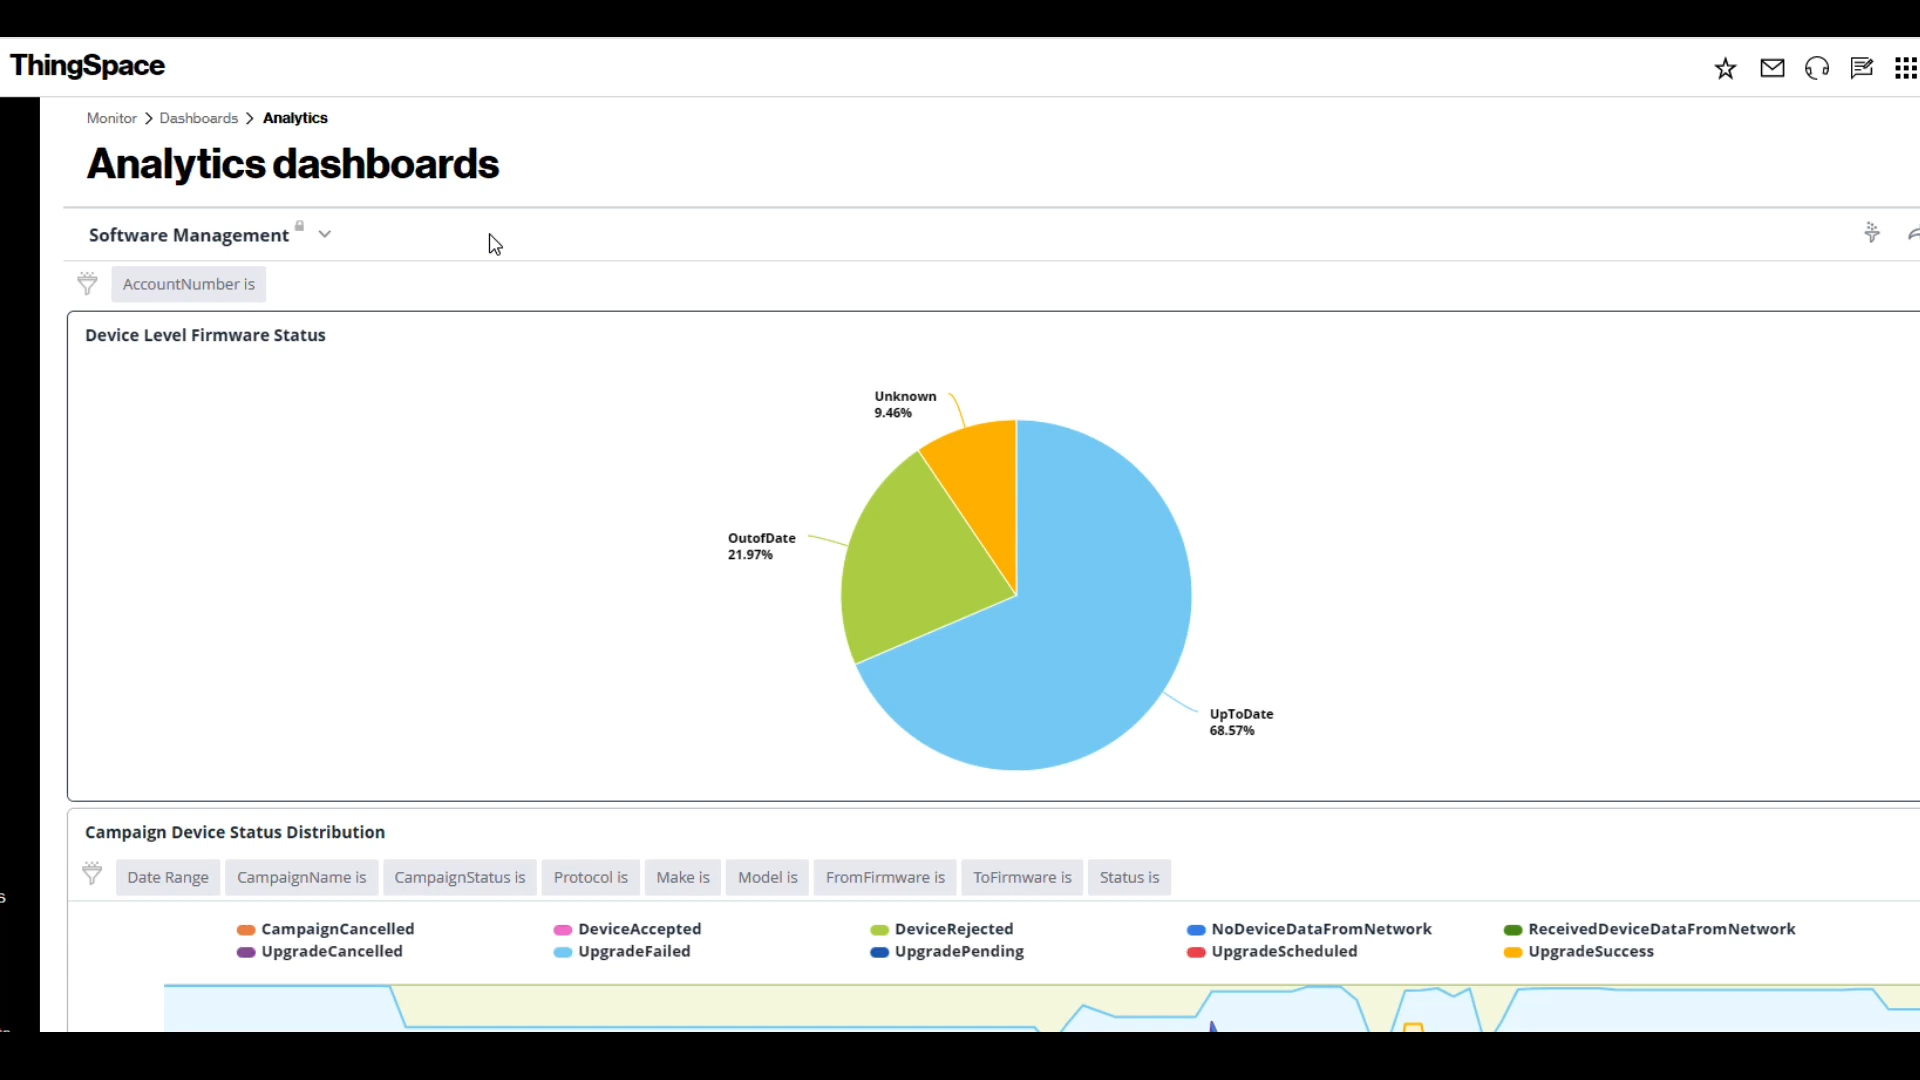 ThingSpace
Monitor > Dashboards > Analytics
Analytics dashboards
Software Management
AccountNumber is
Device Level Firmware Status
Unknown
9.46%
OutofDate
21.97%
UpToDate
68.57%
Campaign Device Status Distribution
Date Range CampaignName is CampaignStatus is Protocol is Make is Model is FromFirmware is ToFirmware is Status is
CampaignCancelled DeviceAccepted DeviceRejected NoDeviceDataFromNetwork ReceivedDeviceDataFromNetwork
UpgradeCancelled UpgradeFailed UpgradePending UpgradeScheduled UpgradeSuccess